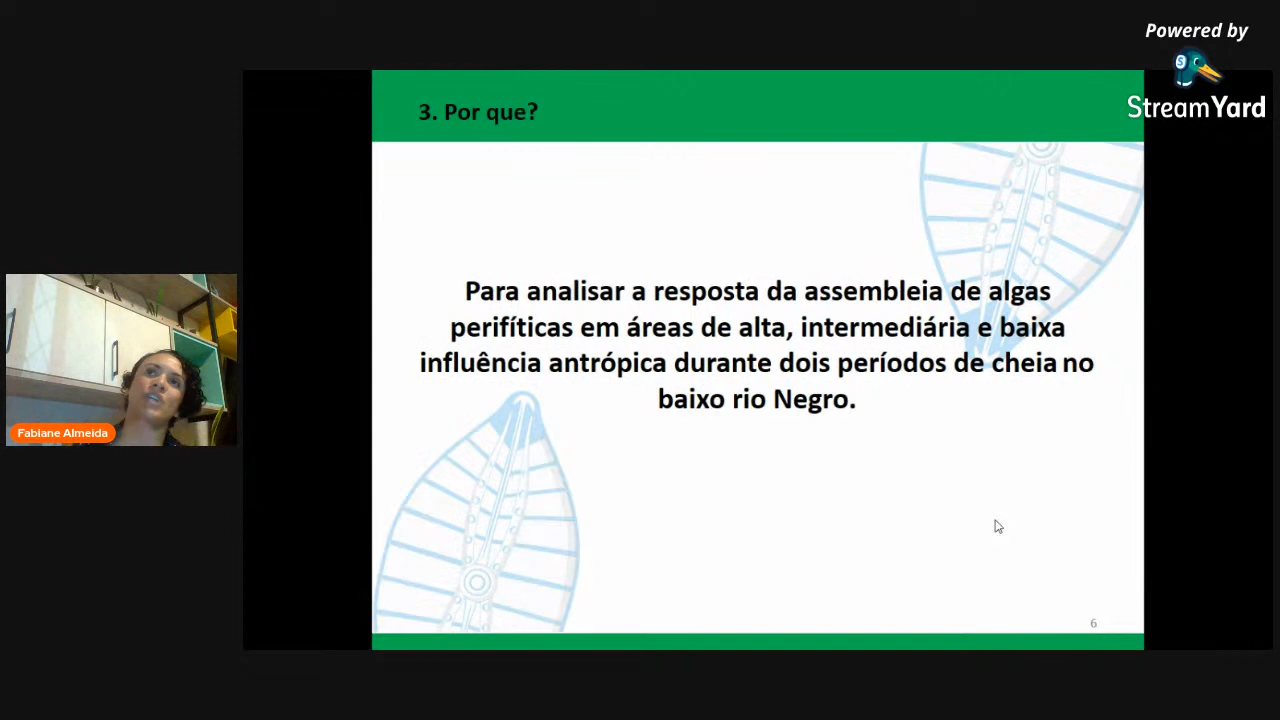 Powered by
StreamYard
3. Por que?
Para analisar a resposta da assembleia de algas
perifíticas em áreas de alta, intermediária e baixa
influência antrópica durante dois períodos de cheia no
baixo rio Negro.
Fabiane Almeida
6